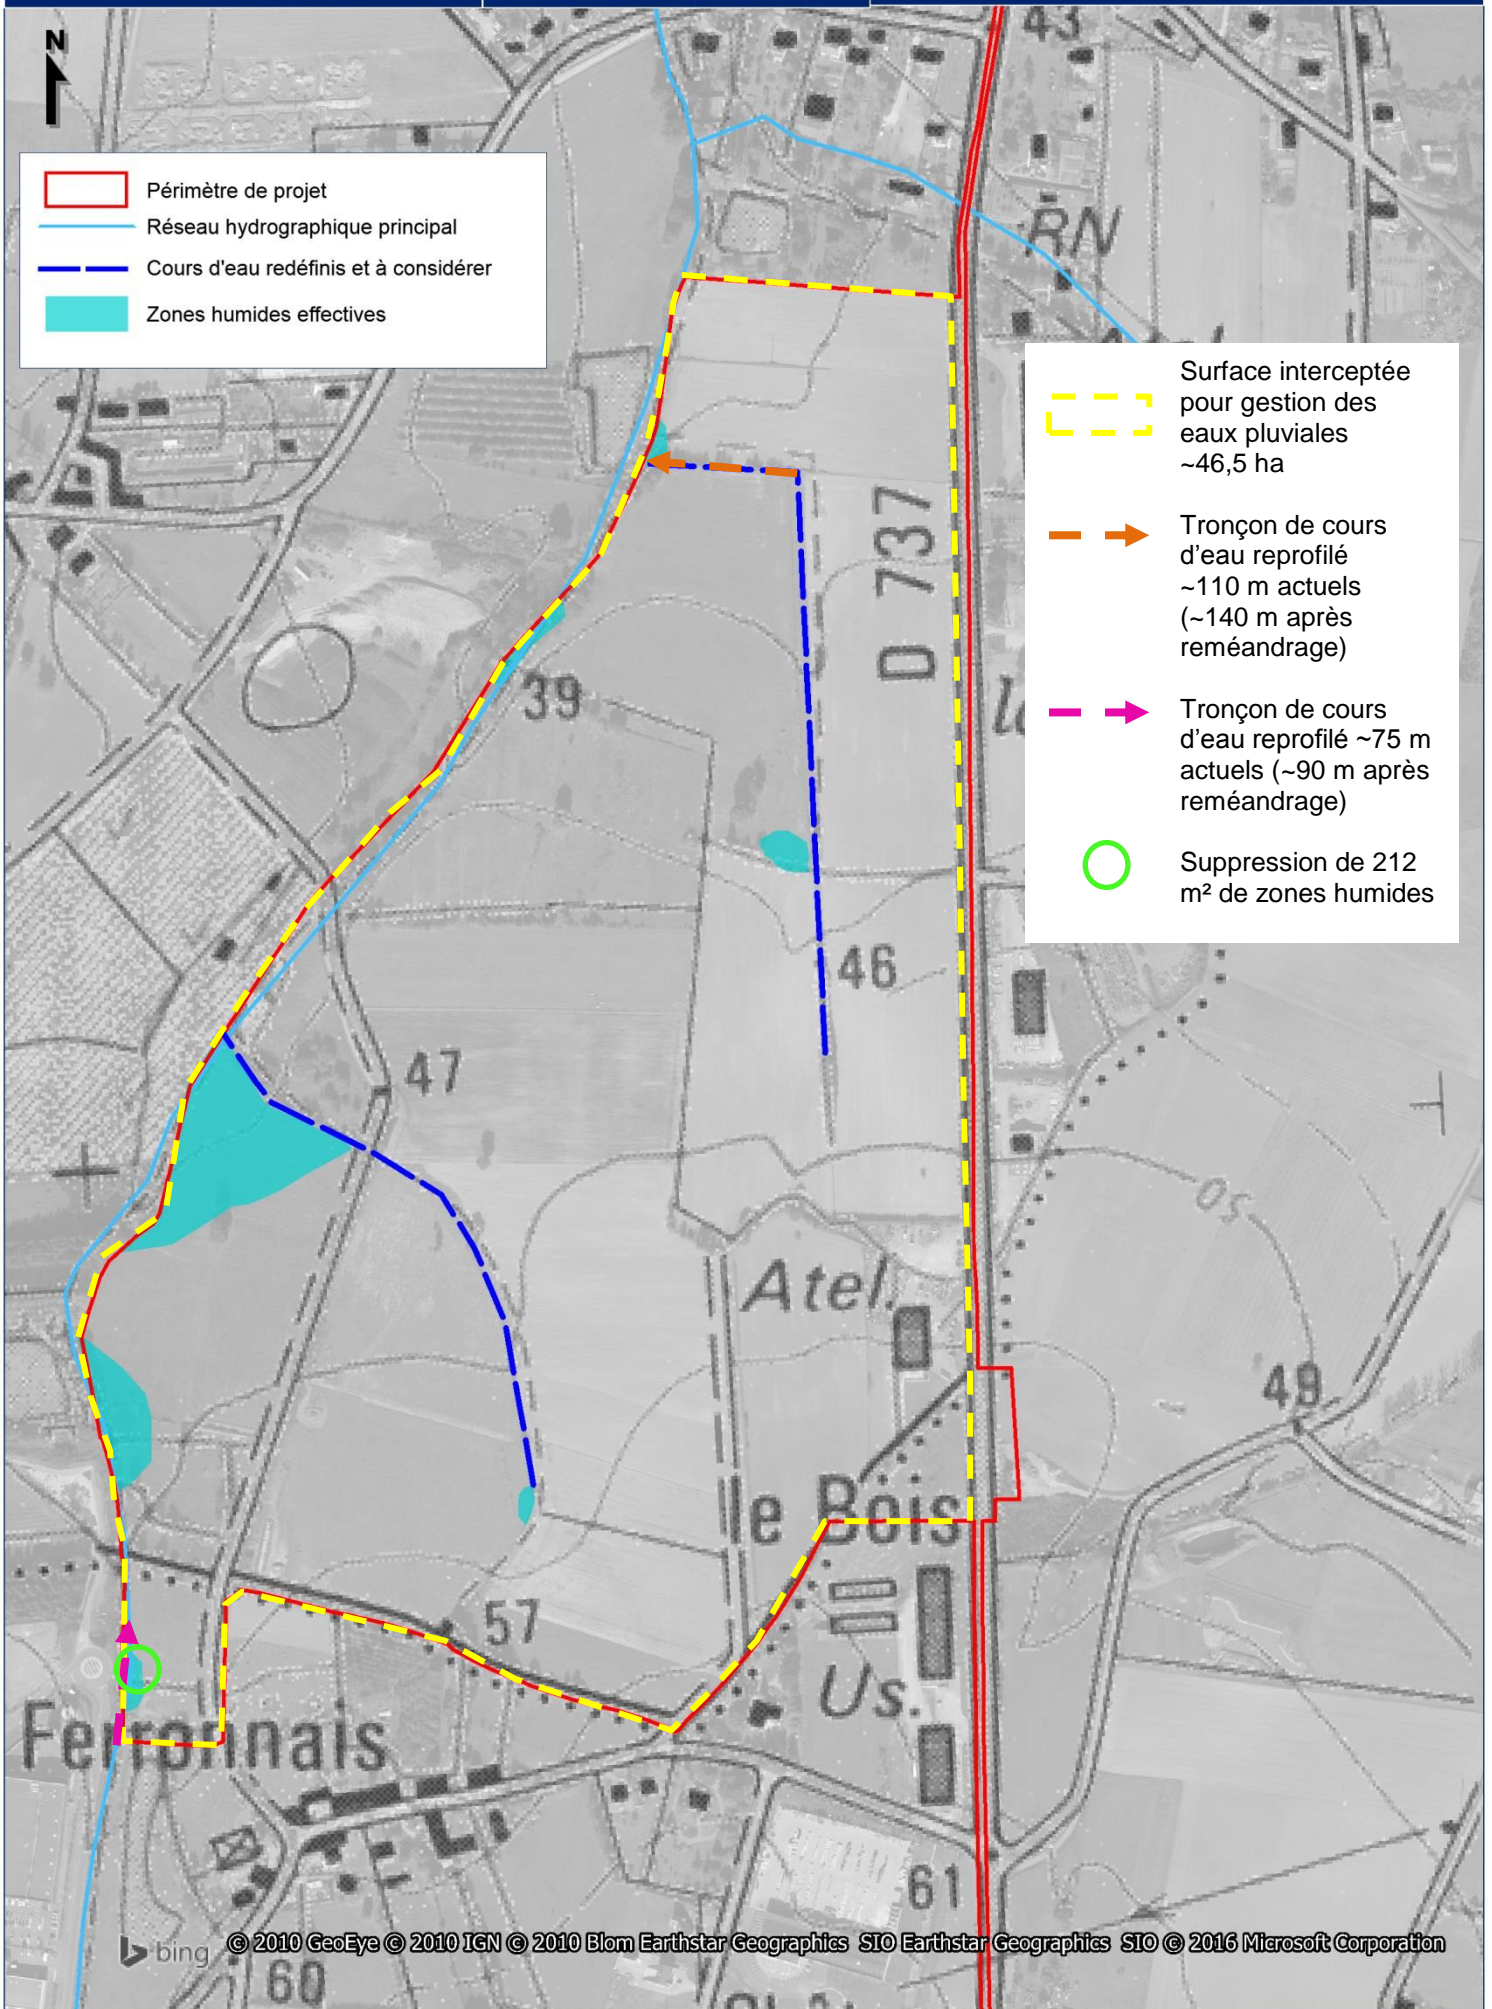 N
43
Périmètre de projet
Réseau hydrographique principal
Cours d'eau redéfinis et à considérer
Zones humides effectives
RN
Surface interceptée
pour gestion des
eaux pluviales
~46,5 ha
Tronçon de cours
d'eau reprofilé
~110 m actuels
(~140 m après
reméandrage)
Tronçon de cours
d'eau reprofilé ~75 m
actuels (~90 m après
reméandrage)
Suppression de 212
m² de zones humides
D 737
39
46
47
50
Atel.
49
le Bois
57
Us.
Ferronnais
61
60
bing
© 2010 GeoEye © 2010 IGN © 2010 Blom Earthstar Geographics SIO Earthstar Geographics SIO © 2016 Microsoft Corporation